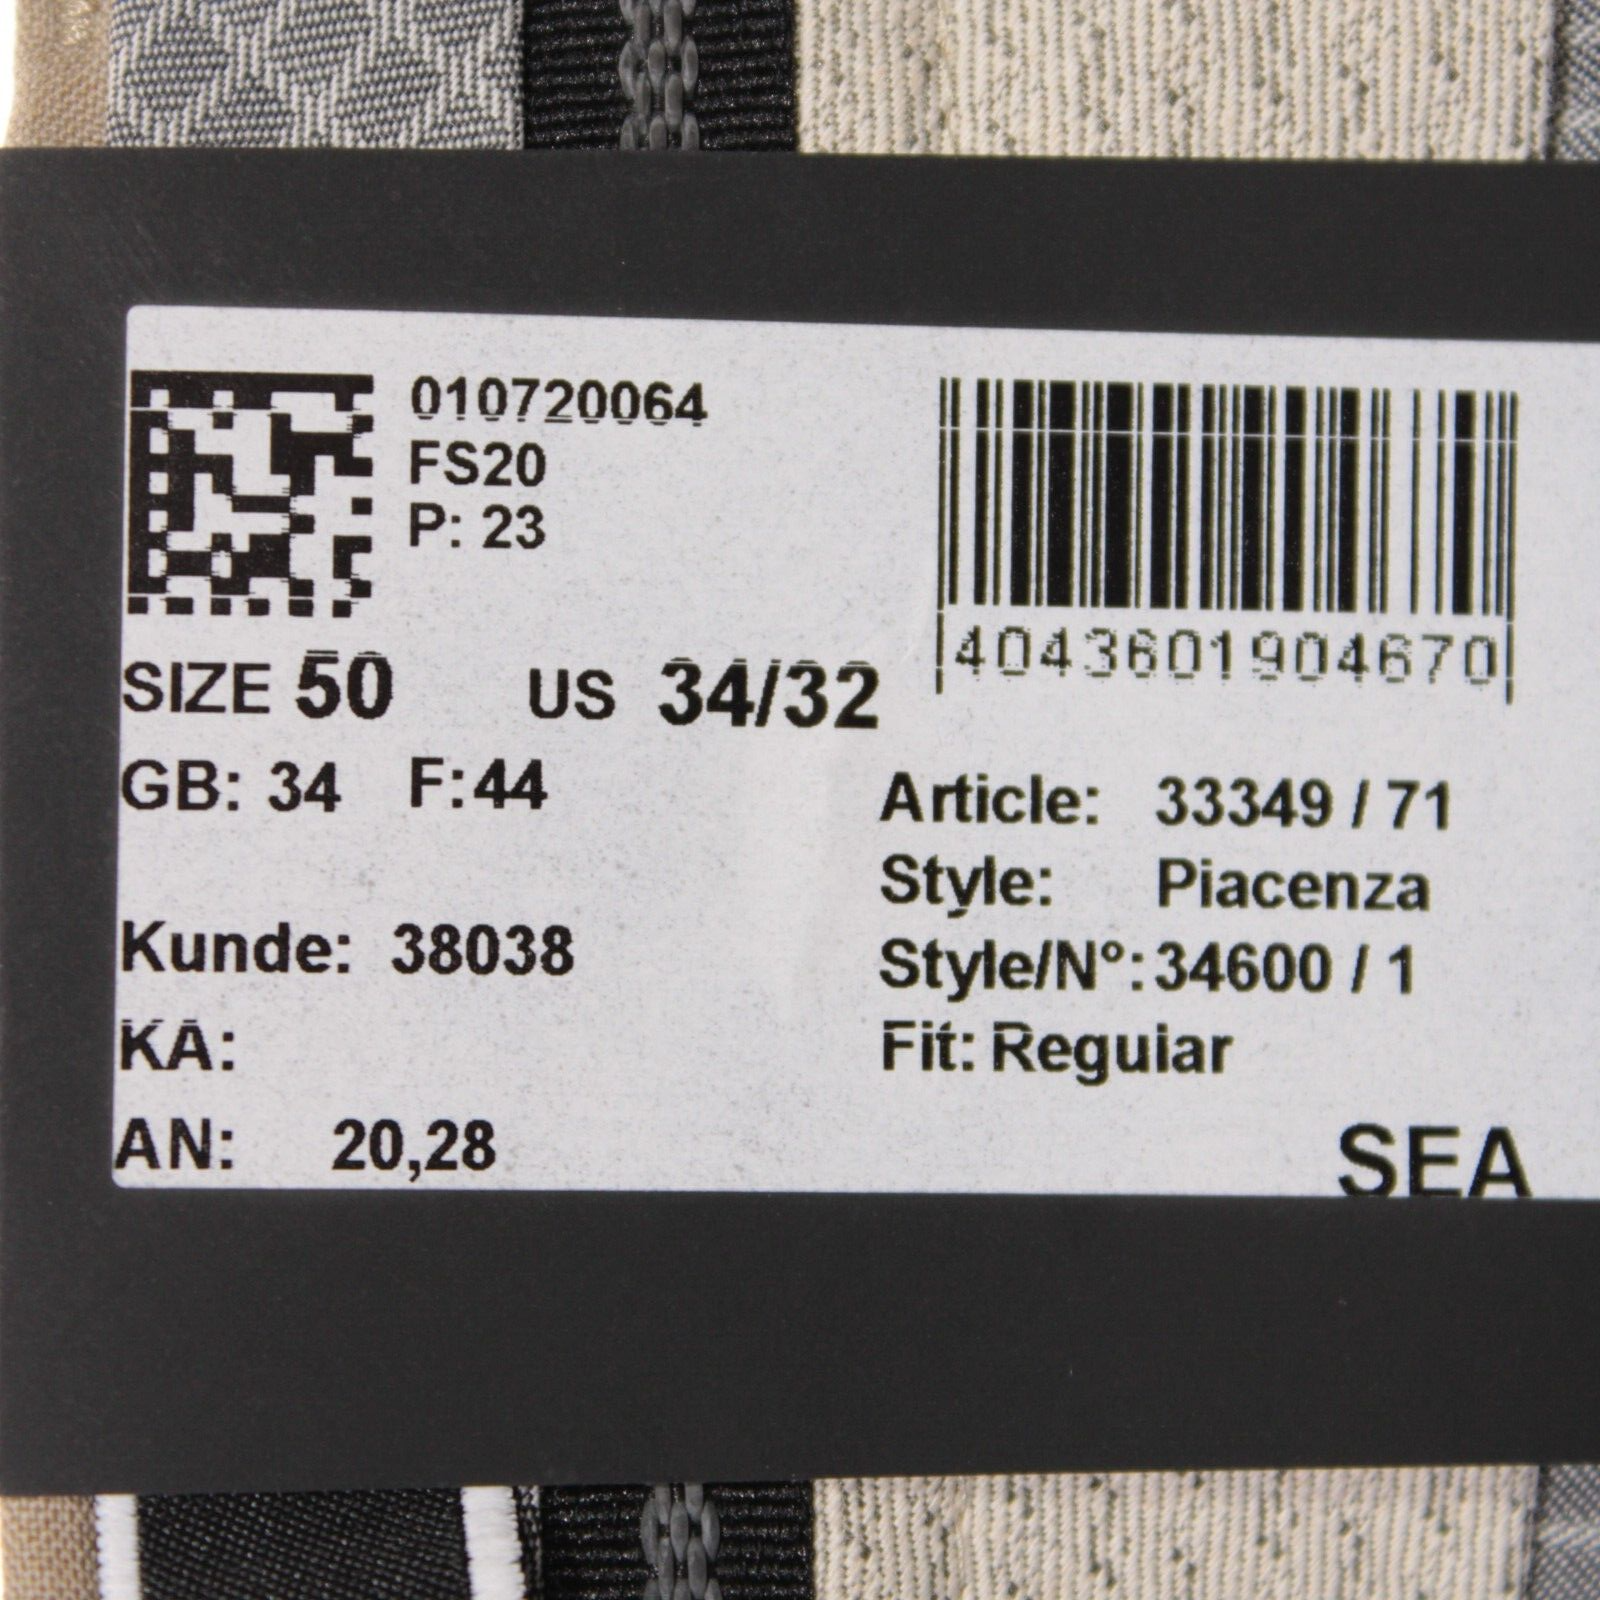 010720064
FS20
P: 23
4043601904670
SIZE 50 US 34/32
GB: 34 F:44
Article: 33349 / 71
Style: Piacenza
Kunde: 38038
Style/N°: 34600 / 1
KA:
Fit: Regular
AN: 20,28
SEA